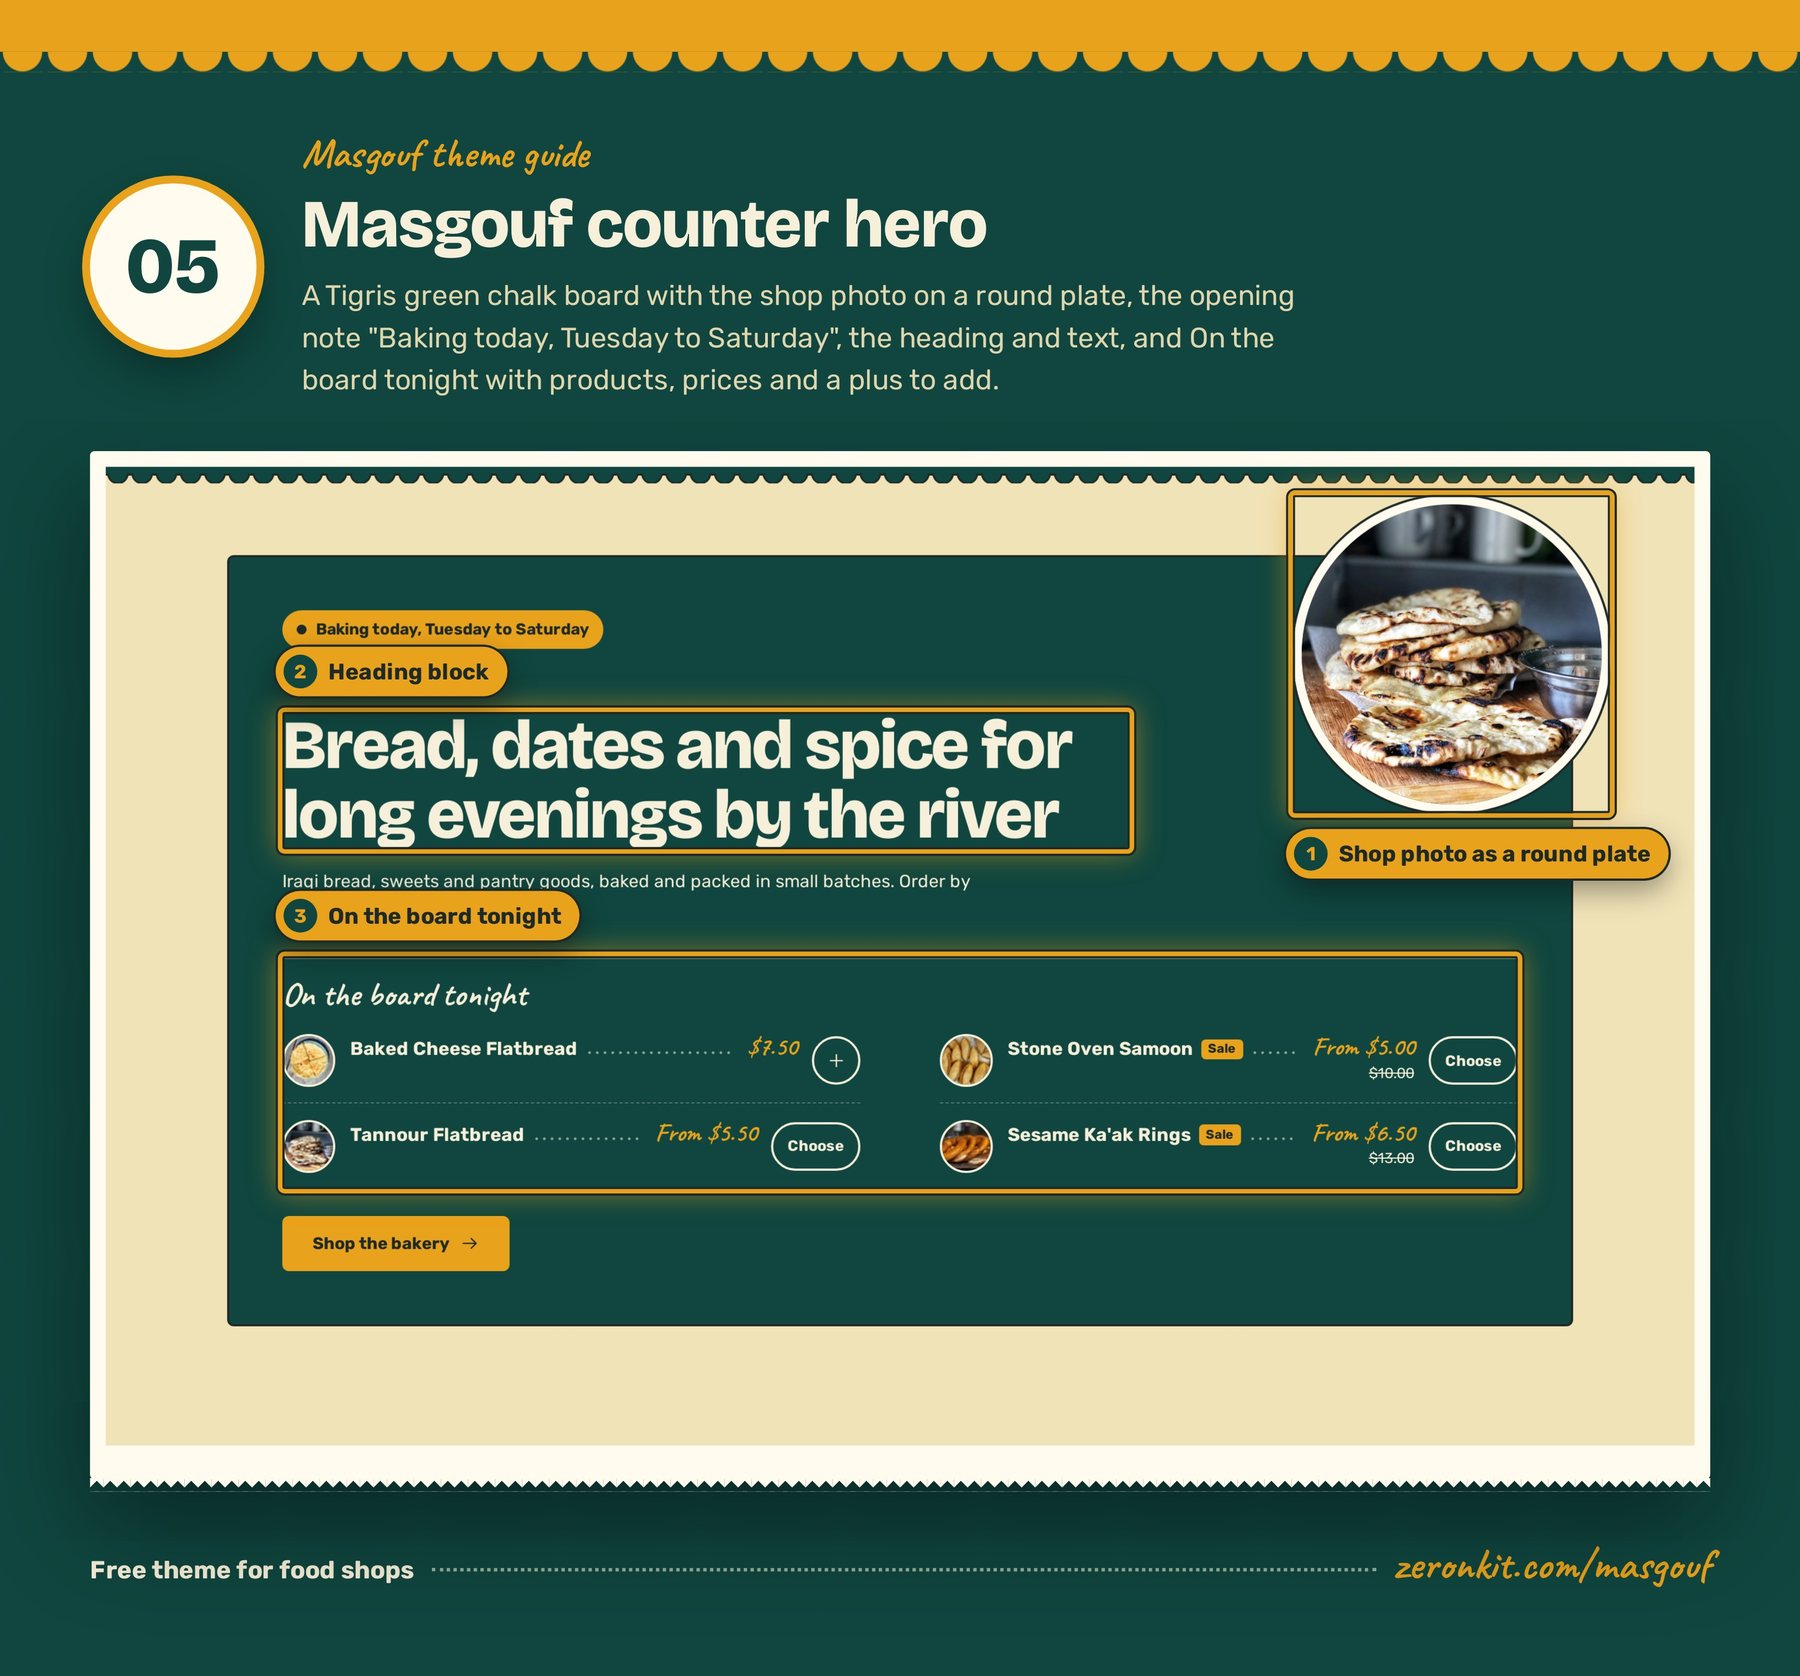 Masgouf theme guide
05
Masgouf counter hero
A Tigris green chalk board with the shop photo on a round plate, the opening
note "Baking today, Tuesday to Saturday", the heading and text, and On the
board tonight with products, prices and a plus to add.
Baking today, Tuesday to Saturday
2 Heading block
Bread, dates and spice for
long evenings by the river
1 Shop photo as a round plate
Iraqi bread, sweets and pantry goods, baked and packed in small batches. Order by
3 On the board tonight
On the board tonight
Baked Cheese Flatbread $7.50 +
Stone Oven Samoon Sale From $5.00 Choose
$10.00
Tannour Flatbread From $5.50 Choose
Sesame Ka'ak Rings Sale From $6.50 Choose
$13.00
Shop the bakery →
Free theme for food shops zeronkit.com/masgouf